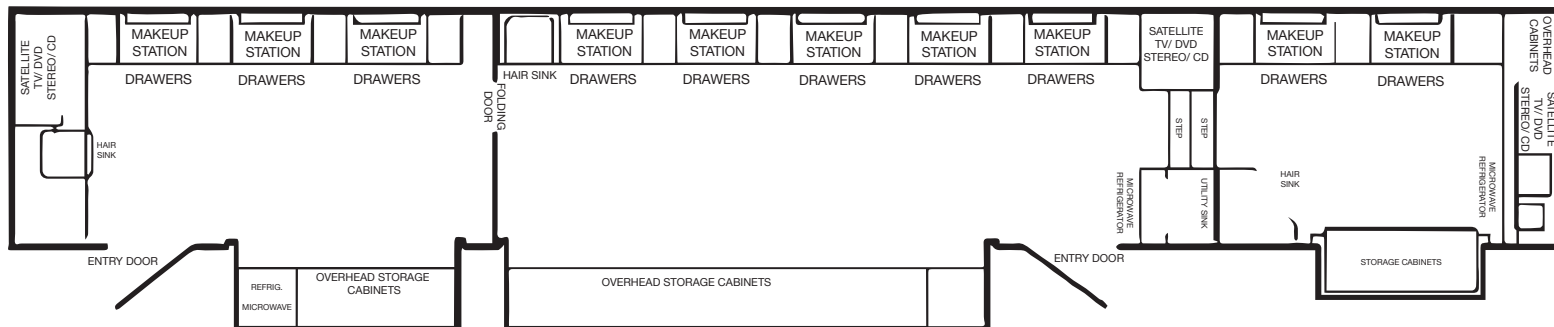 SATELLITE
TV/ DVD
STEREO/ CD
MAKEUP
STATION
DRAWERS
MAKEUP
STATION
DRAWERS
MAKEUP
STATION
DRAWERS
HAIR
SINK
ENTRY DOOR
REFRIG.
MICROWAVE
OVERHEAD STORAGE
CABINETS
FOLDING
DOOR
HAIR SINK
MAKEUP
STATION
DRAWERS
MAKEUP
STATION
DRAWERS
MAKEUP
STATION
DRAWERS
MAKEUP
STATION
DRAWERS
MAKEUP
STATION
DRAWERS
OVERHEAD STORAGE CABINETS
ENTRY DOOR
SATELLITE
TV/ DVD
STEREO/ CD
STEP
STEP
MICROWAVE
REFRIGERATOR
UTILITY SINK
MAKEUP
STATION
DRAWERS
MAKEUP
STATION
DRAWERS
HAIR
SINK
MICROWAVE
REFRIGERATOR
STORAGE CABINETS
OVERHEAD
CABINETS
SATELLITE
TV/ DVD
STEREO/ CD